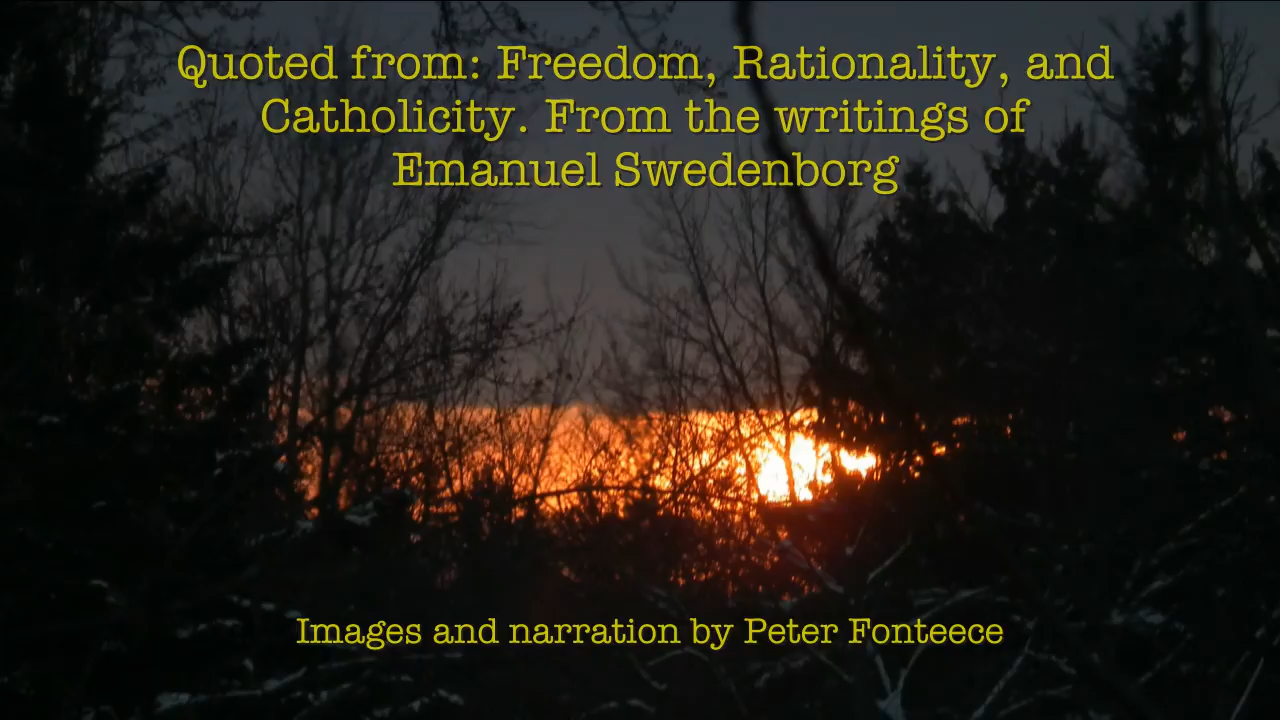 Quoted from: Freedom, Rationality, and
Catholicity. From the writings of
Emanuel Swedenborg
Images and narration by Peter Fonteece